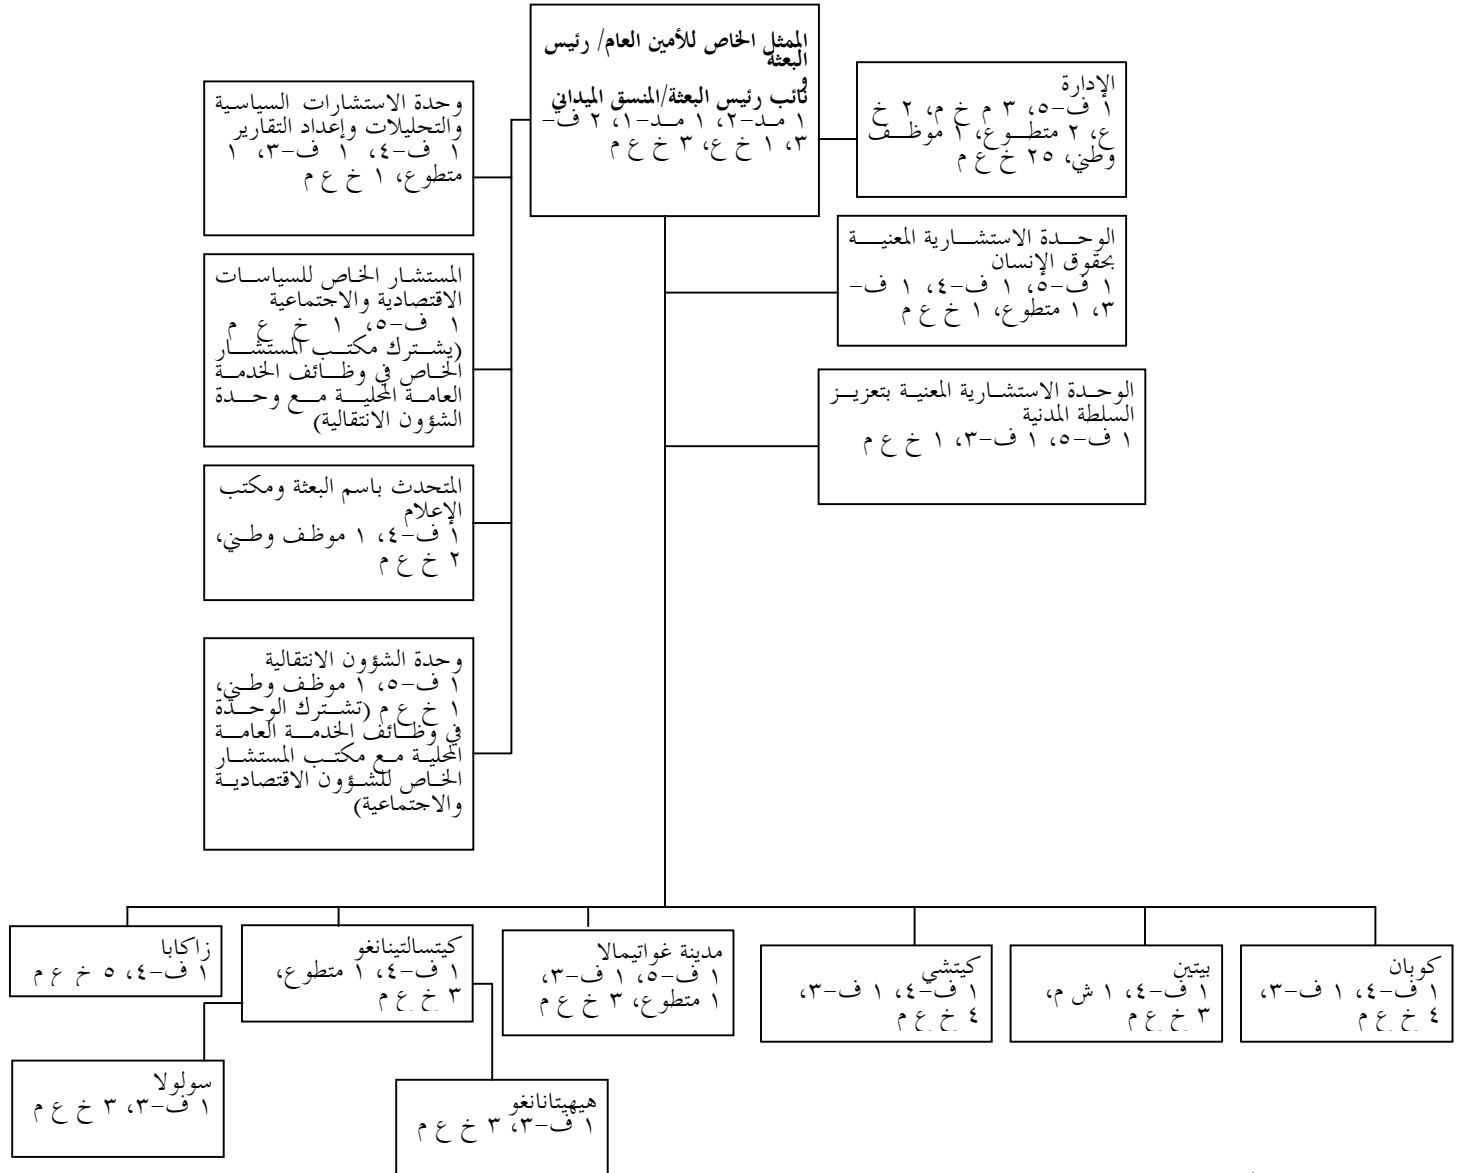 الممثل الخاص للأمين العام/ رئيس
البعثة
و
نائب رئيس البعثة/المنسق الميداني
١ مد-٢، ١ مد-١، ٢ ف-
٣، ١ خ ع، ٣ خ ع م
الإدارة
١ ف-٥، ٣ م خ م، ٢ خ
ع، ٢ متطوع، ١ موظف
وطني، ٢٥ خ ع م
الوحدة الاستشارية المعنية
بحقوق الإنسان
١ ف-٥، ١ ف-٤، ١ ف-
٣، ١ متطوع، ١ خ ع م
الوحدة الاستشارية المعنية بتعزيز
السلطة المدنية
١ ف-٥، ١ ف-٣، ١ خ ع م
وحدة الاستشارات السياسية
والتحليلات وإعداد التقارير
١ ف-٤، ١ ف-٣، ١
متطوع، ١ خ ع م
المستشار الخاص للسياسات
الاقتصادية والاجتماعية
١ ف-٥، ١ خ ع م
(يشترك مكتب المستشار
الخاص في وظائف الخدمة
العامة المحلية مع وحدة
الشؤون الانتقالية)
المتحدث باسم البعثة ومكتب
الإعلام
١ ف-٤، ١ موظف وطني،
٢ خ ع م
وحدة الشؤون الانتقالية
١ ف-٥، ١ موظف وطني،
١ خ ع م (تشترك الوحدة
في وظائف الخدمة العامة
المحلية مع مكتب المستشار
الخاص للشؤون الاقتصادية
والاجتماعية)
كوبان
١ ف-٤، ١ ف-٣،
٤ خ ع م
بيتين
١ ف-٤، ١ ش م،
٣ خ ع م
كيتشي
١ ف-٤، ١ ف-٣،
٤ خ ع م
مدينة غواتيمالا
١ ف-٥، ١ ف-٣،
١ متطوع، ٣ خ ع م
كيتسالتينانغو
١ ف-٤، ١ متطوع،
٣ خ ع م
زاكابا
١ ف-٤، ٥ خ ع م
هيهيتانانغو
١ ف-٣، ٣ خ ع م
سولولا
١ ف-٣، ٣ خ ع م